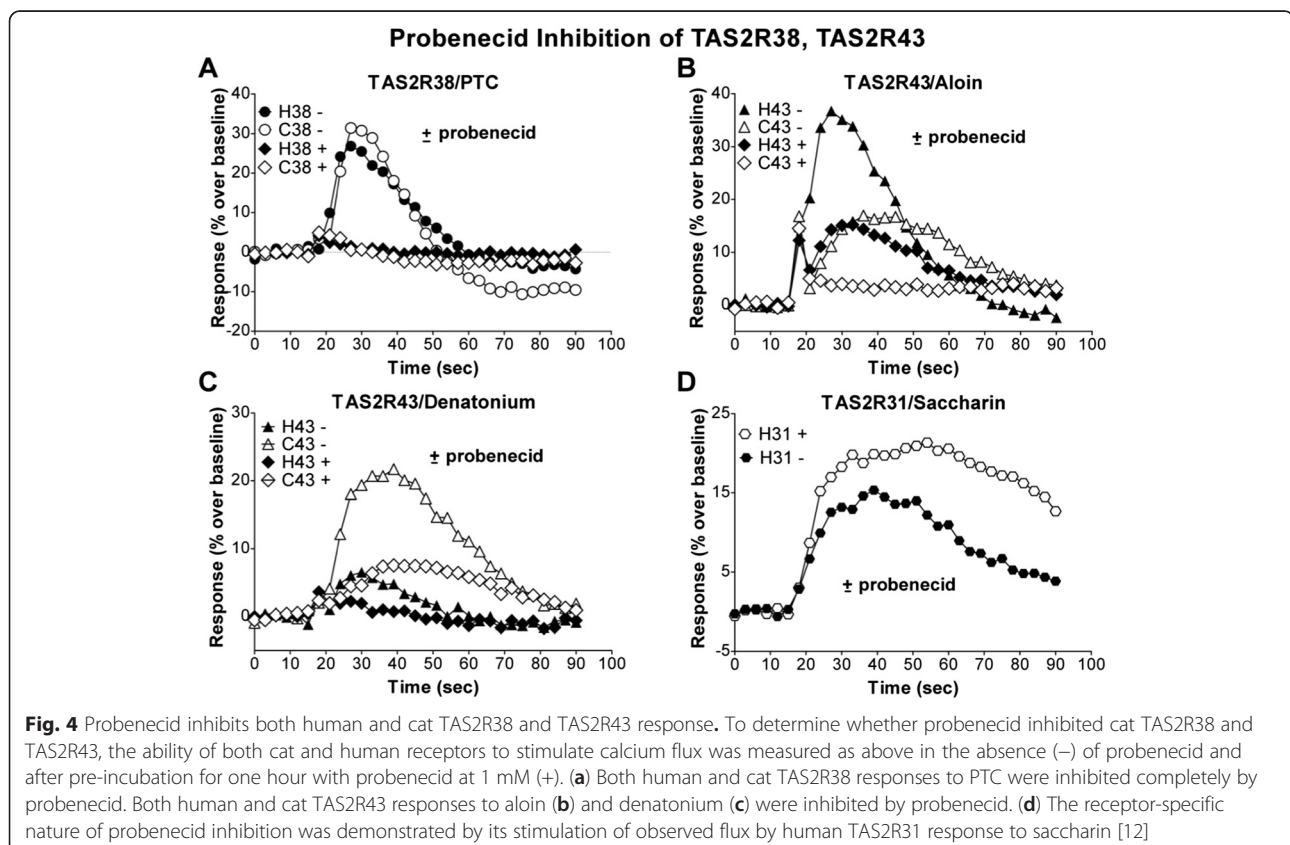 Probenecid Inhibition of TAS2R38, TAS2R43
A
TAS2R38/PTC
H38 -
C38 -
H38 +
C38 +
± probenecid
Response (% over baseline)
40
30
20
10
0
-10
-20
0 10 20 30 40 50 60 70 80 90 100
Time (sec)
B
TAS2R43/Aloin
H43 -
C43 -
H43 +
C43 +
± probenecid
Response (% over baseline)
40
30
20
10
0
0 10 20 30 40 50 60 70 80 90 100
Time (sec)
C
TAS2R43/Denatonium
H43 -
C43 -
H43 +
C43 +
± probenecid
Response (% over baseline)
30
20
10
0
0 10 20 30 40 50 60 70 80 90 100
Time (sec)
D
TAS2R31/Saccharin
H31 +
H31 -
± probenecid
Response (% over baseline)
25
15
5
-5
0 10 20 30 40 50 60 70 80 90 100
Time (sec)
Fig. 4 Probenecid inhibits both human and cat TAS2R38 and TAS2R43 response. To determine whether probenecid inhibited cat TAS2R38 and
TAS2R43, the ability of both cat and human receptors to stimulate calcium flux was measured as above in the absence (−) of probenecid and
after pre-incubation for one hour with probenecid at 1 mM (+). (a) Both human and cat TAS2R38 responses to PTC were inhibited completely by
probenecid. Both human and cat TAS2R43 responses to aloin (b) and denatonium (c) were inhibited by probenecid. (d) The receptor-specific
nature of probenecid inhibition was demonstrated by its stimulation of observed flux by human TAS2R31 response to saccharin [12]